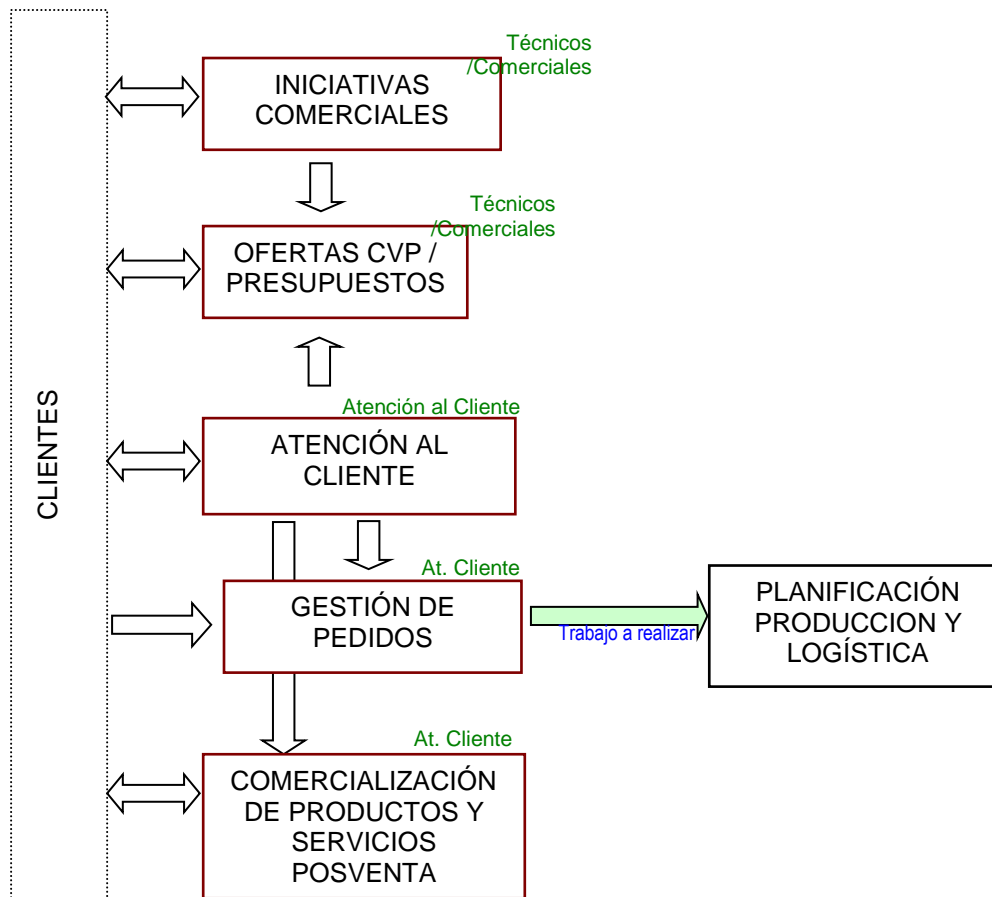 Técnicos
/Comerciales
INICIATIVAS
COMERCIALES
Técnicos
/Comerciales
OFERTAS CVP /
PRESUPUESTOS
CLIENTES
Atención al Cliente
ATENCIÓN AL
CLIENTE
At. Cliente
GESTIÓN DE
PEDIDOS
Trabajo a realizar
PLANIFICACIÓN
PRODUCCION Y
LOGÍSTICA
At. Cliente
COMERCIALIZACIÓN
DE PRODUCTOS Y
SERVICIOS
POSVENTA